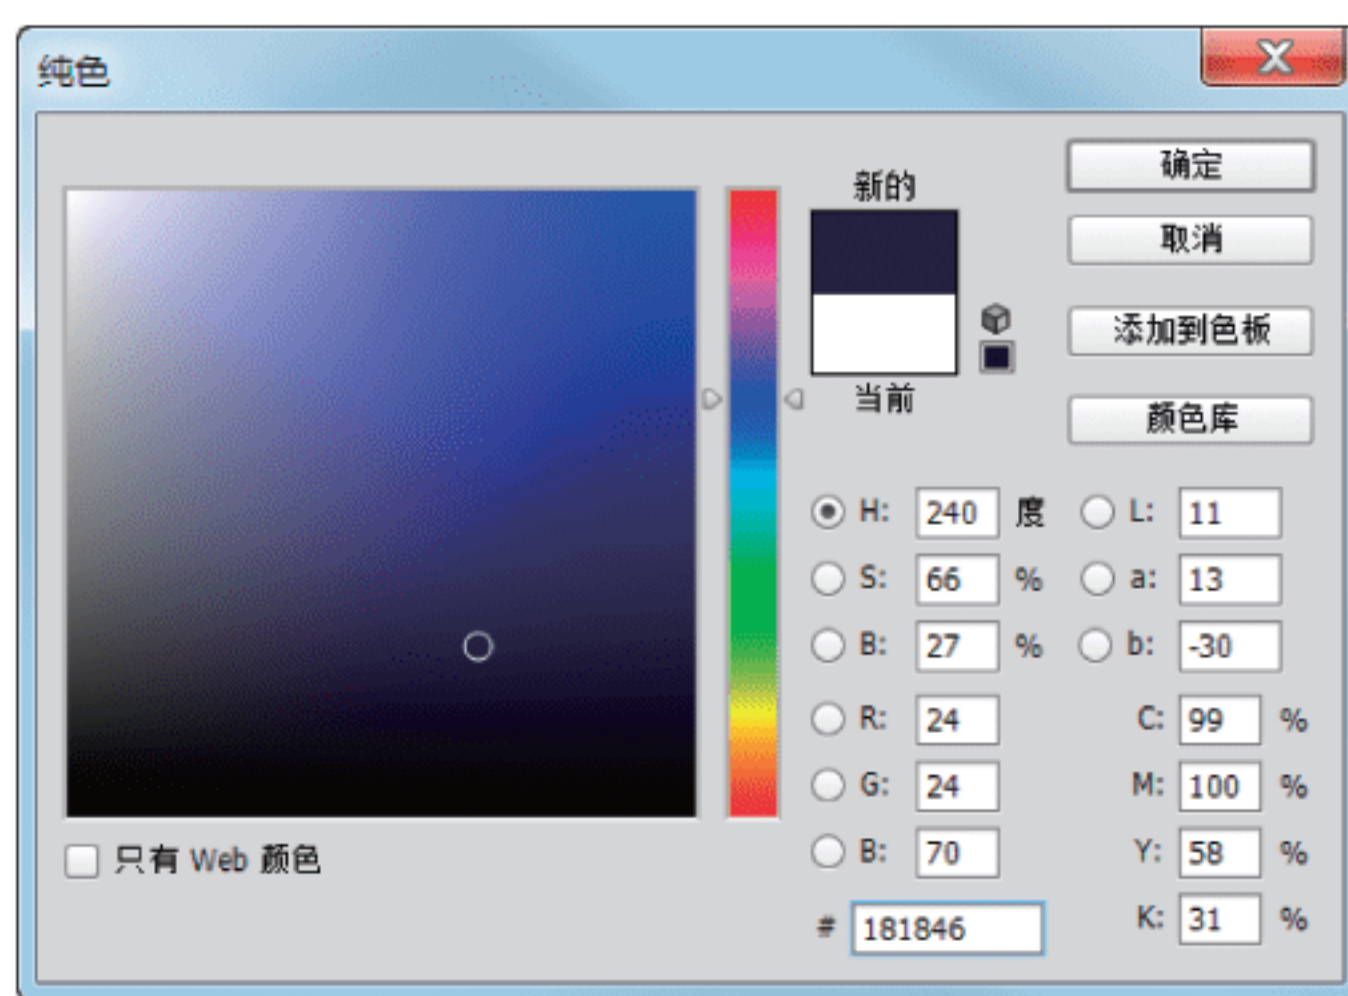 纯色
新的
当前
确定
取消
添加到色板
颜色库
H: 240 度
S: 66 %
B: 27 %
R: 24
G: 24
B: 70
# 181846
L: 11
a: 13
b: -30
C: 99 %
M: 100 %
Y: 58 %
K: 31 %
只有 Web 颜色